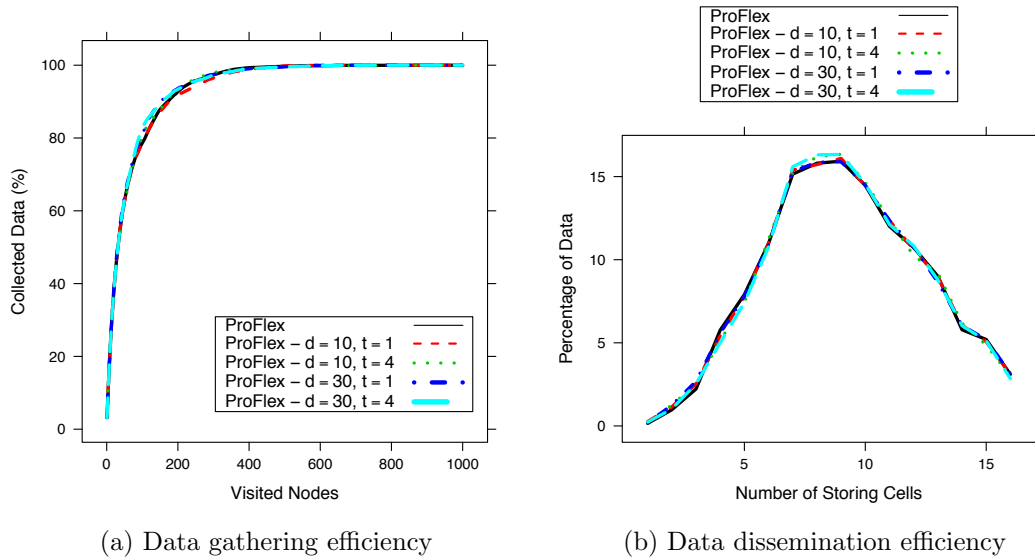 ProFlex
ProFlex − d = 10, t = 1
ProFlex − d = 10, t = 4
ProFlex − d = 30, t = 1
ProFlex − d = 30, t = 4
Collected Data (%)
100
80
60
40
20
0
0 200 400 600 800 1000
Visited Nodes
(a) Data gathering efficiency
ProFlex
ProFlex − d = 10, t = 1
ProFlex − d = 10, t = 4
ProFlex − d = 30, t = 1
ProFlex − d = 30, t = 4
Percentage of Data
15
10
5
0
5 10 15
Number of Storing Cells
(b) Data dissemination efficiency